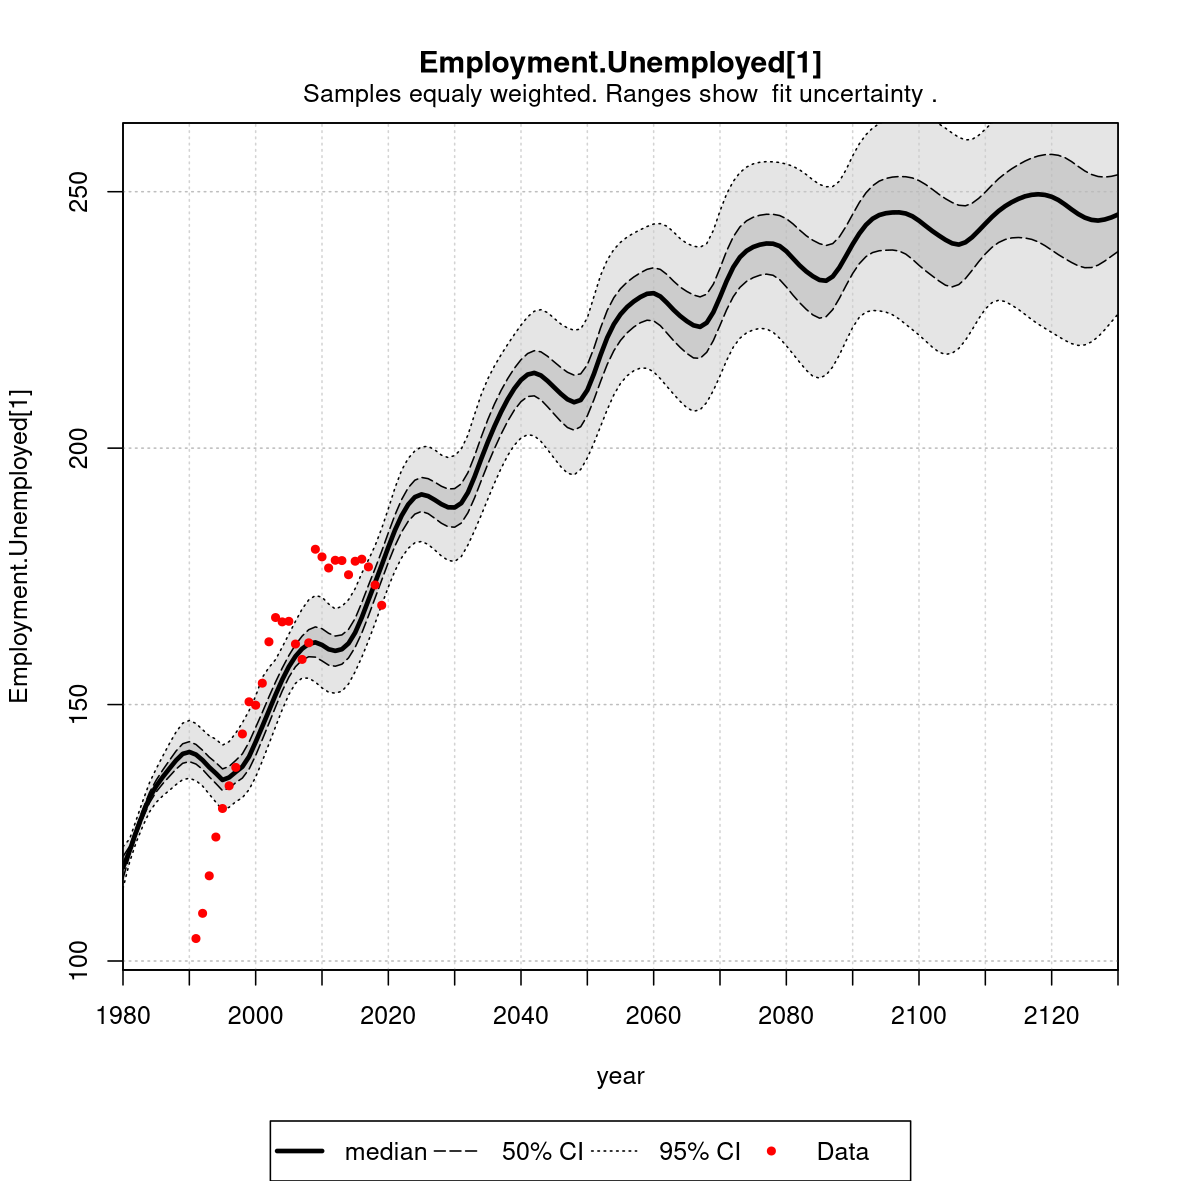 Employment.Unemployed[1]
Samples equaly weighted. Ranges show  fit uncertainty .
Employment.Unemployed[1]
250
200
150
100
1980 2000 2020 2040 2060 2080 2100 2120
year
median 50% CI 95% CI Data